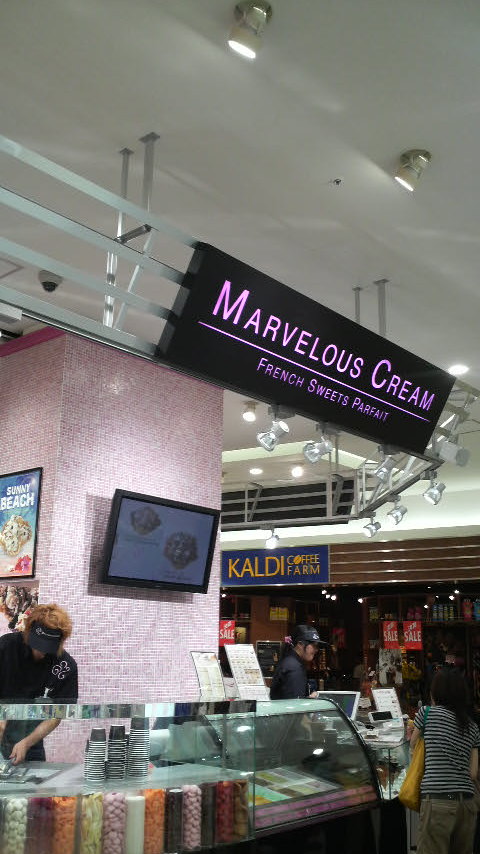 MARVELOUS CREAM
FRENCH SWEETS PARFAIT
SUNNY
BEACH
KALDI COFFEE
FARM
SALE
SALE
SALE